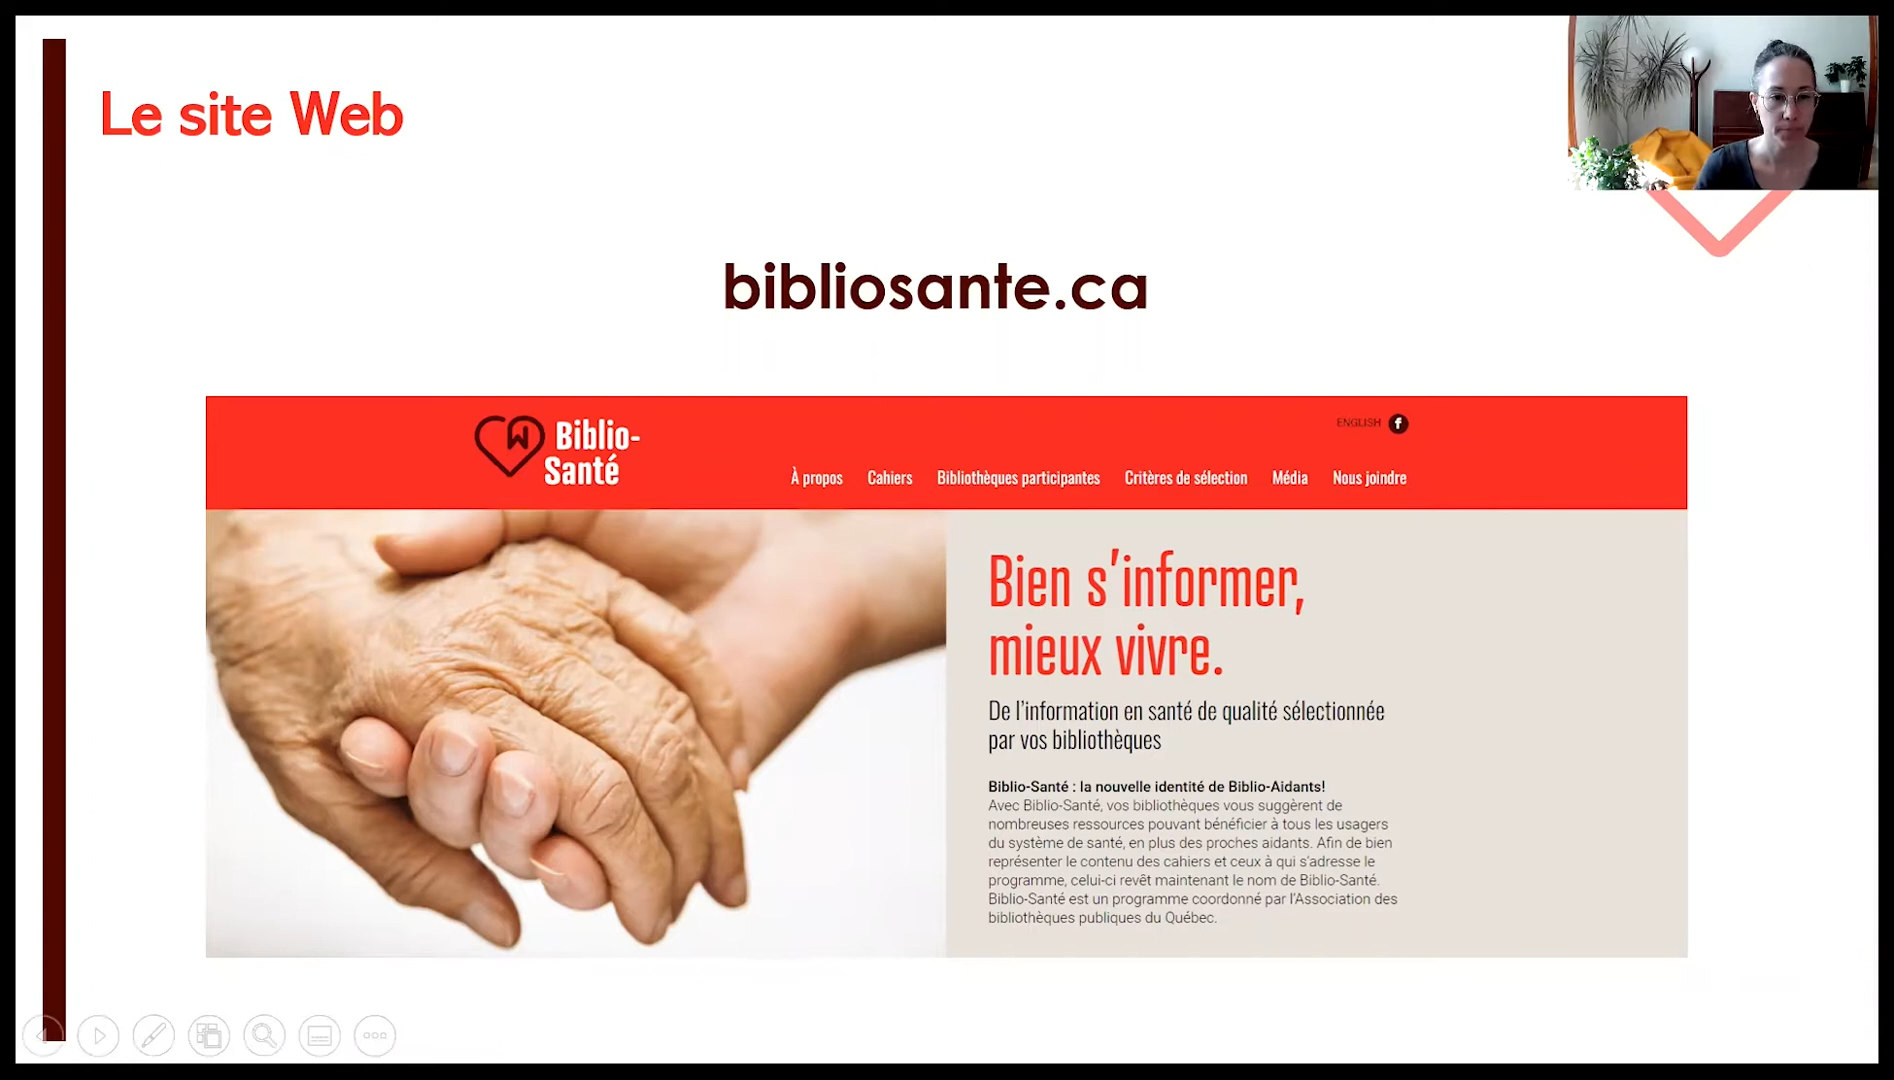 Le site Web
bibliosante.ca
Biblio-
Santé
ENGLISH f
À propos Cahiers Bibliothèques participantes Critères de sélection Média Nous joindre
Bien s'informer,
mieux vivre.
De l'information en santé de qualité sélectionnée
par vos bibliothèques
Biblio-Santé : la nouvelle identité de Biblio-Aidants!
Avec Biblio-Santé, vos bibliothèques vous suggèrent de
nombreuses ressources pouvant bénéficier à tous les usagers
du système de santé, en plus des proches aidants. Afin de bien
représenter le contenu des cahiers et ceux à qui s'adresse le
programme, celui-ci revêt maintenant le nom de Biblio-Santé.
Biblio-Santé est un programme coordonné par l'Association des
bibliothèques publiques du Québec.